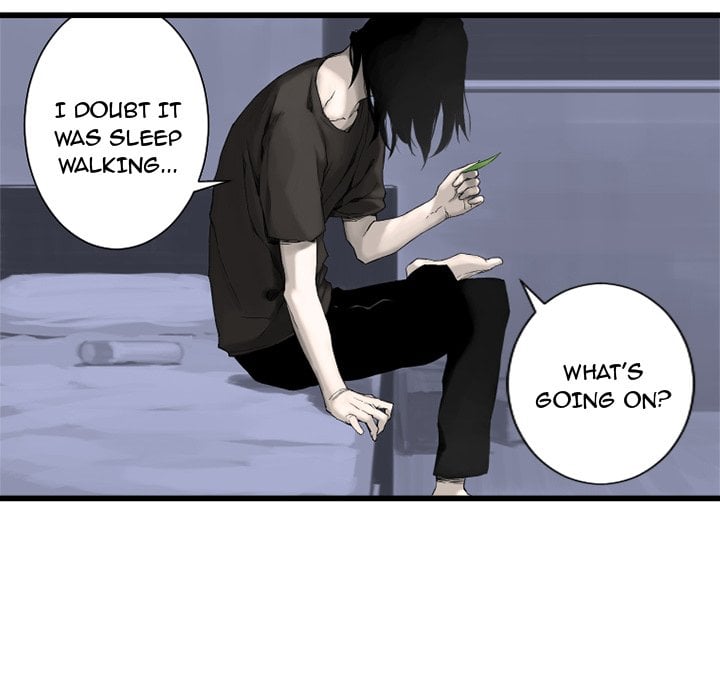 I DOUBT IT
WAS SLEEP
WALKING...
WHAT'S
GOING ON?